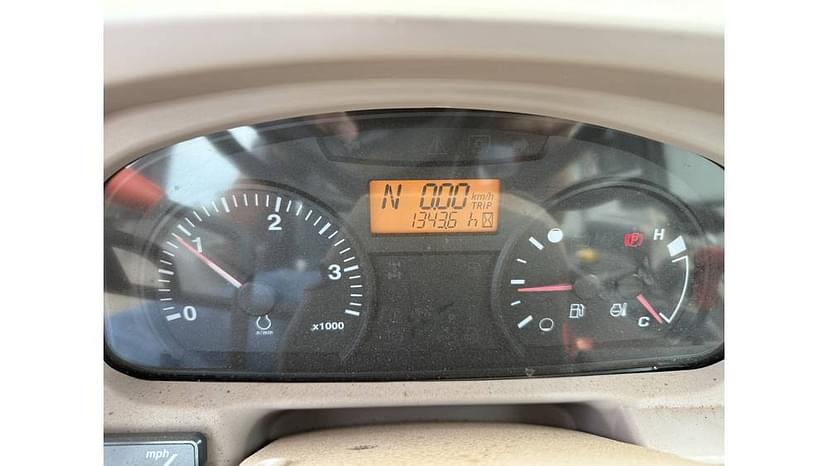 N 0.00 km/h
TRIP
1343.6 h
0
1
2
3
x1000
n/min
P
H
C
mph